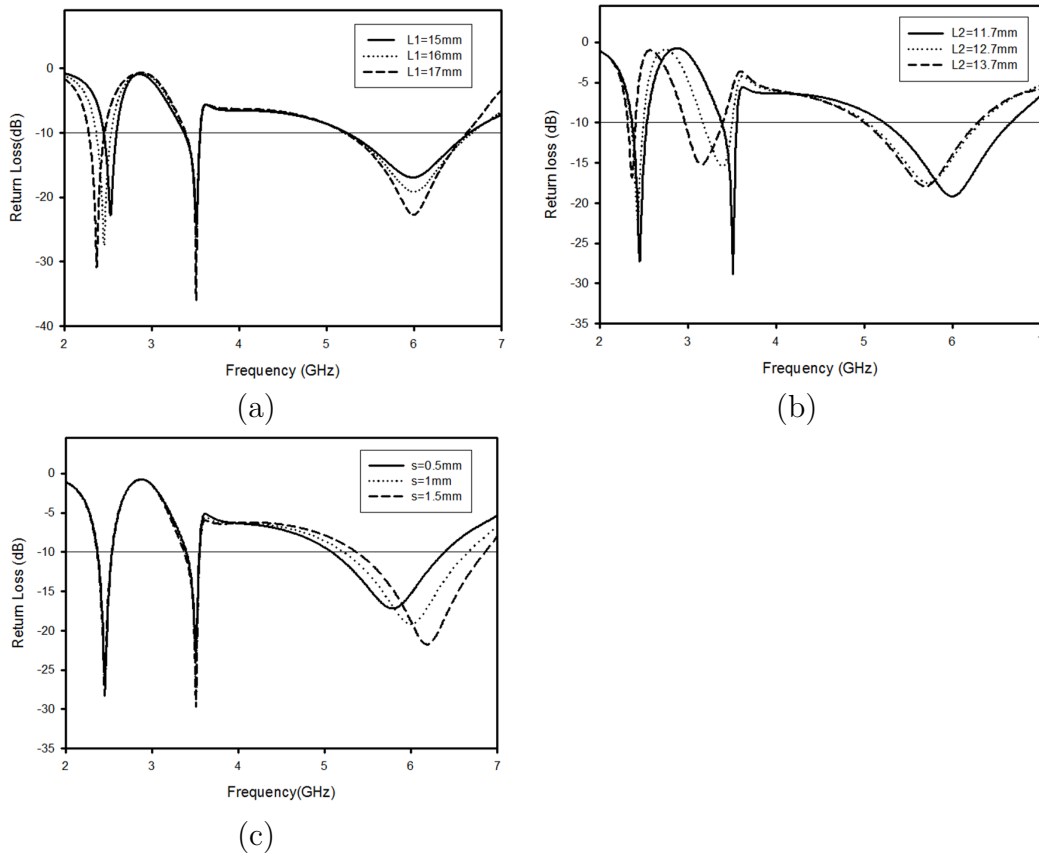 L1=15mm
L1=16mm
L1=17mm
0
-10
-20
-30
-40
Return Loss(dB)
2
3
4
5
6
7
Frequency (GHz)
(a)
L2=11.7mm
L2=12.7mm
L2=13.7mm
5
0
-5
-10
-15
-20
-25
-30
-35
Return loss (dB)
2
3
4
5
6
Frequency (GHz)
(b)
s=0.5mm
s=1mm
s=1.5mm
0
-5
-10
-15
-20
-25
-30
-35
Return Loss (dB)
2
3
4
5
6
7
Frequency(GHz)
(c)